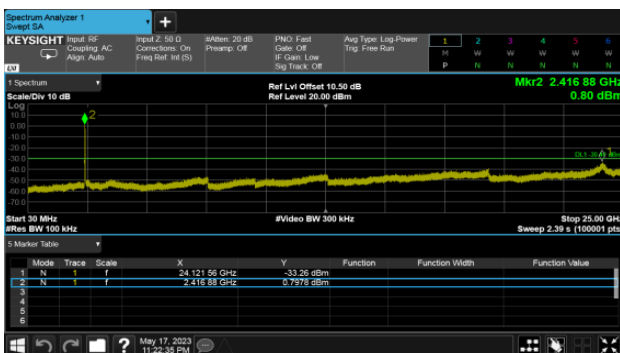 Spectrum Analyzer 1
Swept SA
+
KEYSIGHT Input: RF Input Z: 50 Ω #Atten: 20 dB PNO: Fast Avg Type: Log-Power 1 2 3 4 5 6
Coupling: AC Corrections: On Preamp: Off Gate: Off Trig: Free Run M W W W W W
Align: Auto Freq Ref: Int (S) IF Gain: Low
LXI Sig Track: Off P N N N N N
1 Spectrum Ref Lvl Offset 10.50 dB Mkr2 2.416 88 GHz
Scale/Div 10 dB Ref Level 20.00 dBm 0.80 dBm
Log
10.0
0.00
-10.0
-20.0
-30.0
-40.0
-50.0
-60.0
-70.0
2
1
Start 30 MHz #Video BW 300 kHz Stop 25.00 GHz
#Res BW 100 kHz Sweep 2.39 s (100001 pts)
5 Marker Table
Mode Trace Scale X Y Function Function Width Function Value
1 N 1 f 24.121 56 GHz -33.26 dBm
2 N 1 f 2.416 88 GHz 0.7978 dBm
3
4
5
6
? May 17, 2023
11:22:35 PM